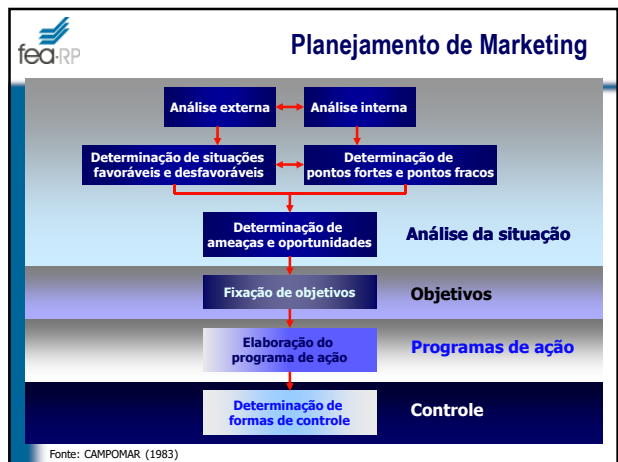 fea-RP
Planejamento de Marketing
Análise externa
Análise interna
Determinação de situações
favoráveis e desfavoráveis
Determinação de
pontos fortes e pontos fracos
Determinação de
ameaças e oportunidades
Análise da situação
Fixação de objetivos
Objetivos
Elaboração do
programa de ação
Programas de ação
Determinação de
formas de controle
Controle
Fonte: CAMPOMAR (1983)